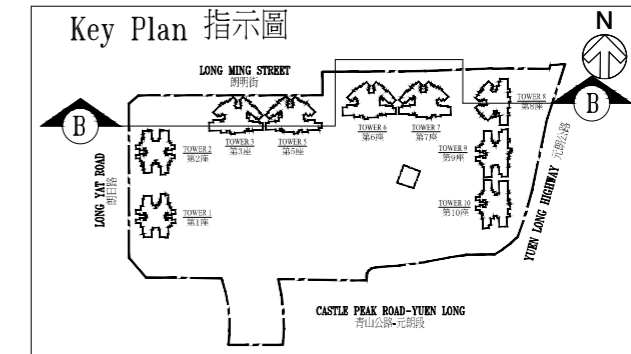 Key Plan 指示圖
N
LONG MING STREET
朗明街
B
B
TOWER 8
第8座
TOWER 6
第6座
TOWER 7
第7座
TOWER 3
第3座
TOWER 5
第5座
TOWER 2
第2座
TOWER 9
第9座
LONG YAT ROAD
朗日路
YUEN LONG HIGHWAY 元朗公路
TOWER 1
第1座
TOWER 10
第10座
CASTLE PEAK ROAD-YUEN LONG
青山公路-元朗段